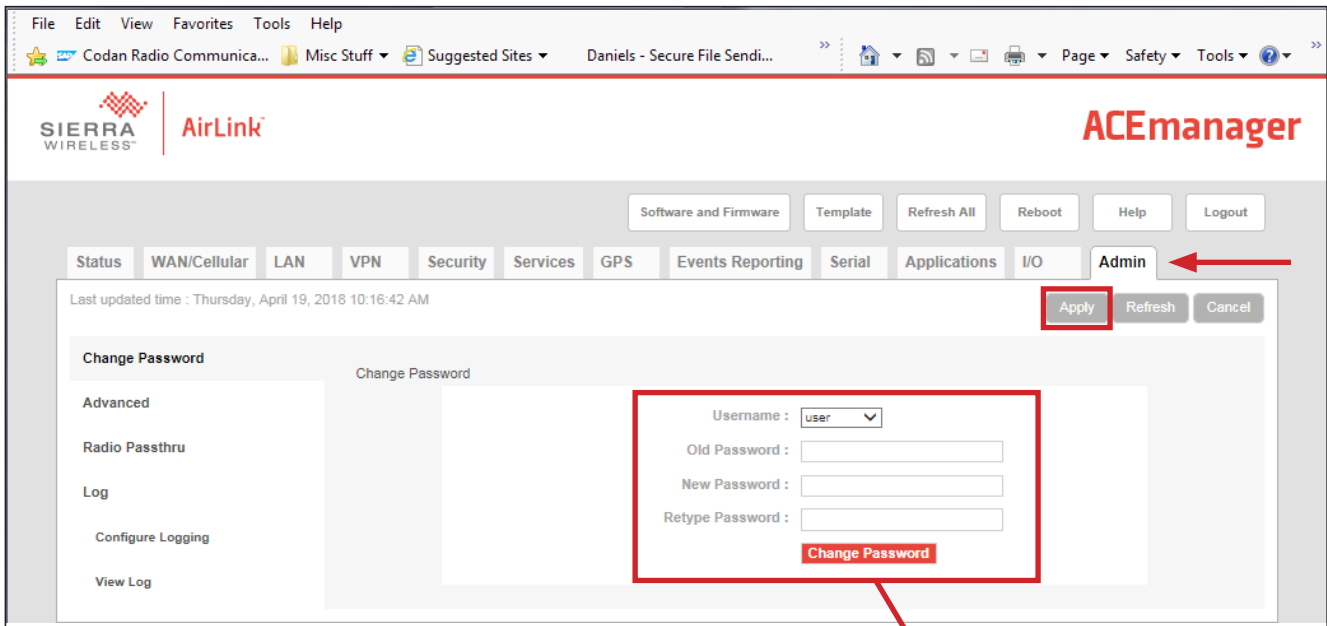 File Edit View Favorites Tools Help
Codan Radio Communica... Misc Stuff Suggested Sites Daniels - Secure File Sendi... » Page Safety Tools »
SIERRA WIRELESS™ AirLink™ ACEmanager
Software and Firmware Template Refresh All Reboot Help Logout
Status WAN/Cellular LAN VPN Security Services GPS Events Reporting Serial Applications I/O Admin
Last updated time : Thursday, April 19, 2018 10:16:42 AM Apply Refresh Cancel
Change Password
Advanced
Radio Passthru
Log
Configure Logging
View Log
Change Password
Username : user
Old Password :
New Password :
Retype Password :
Change Password